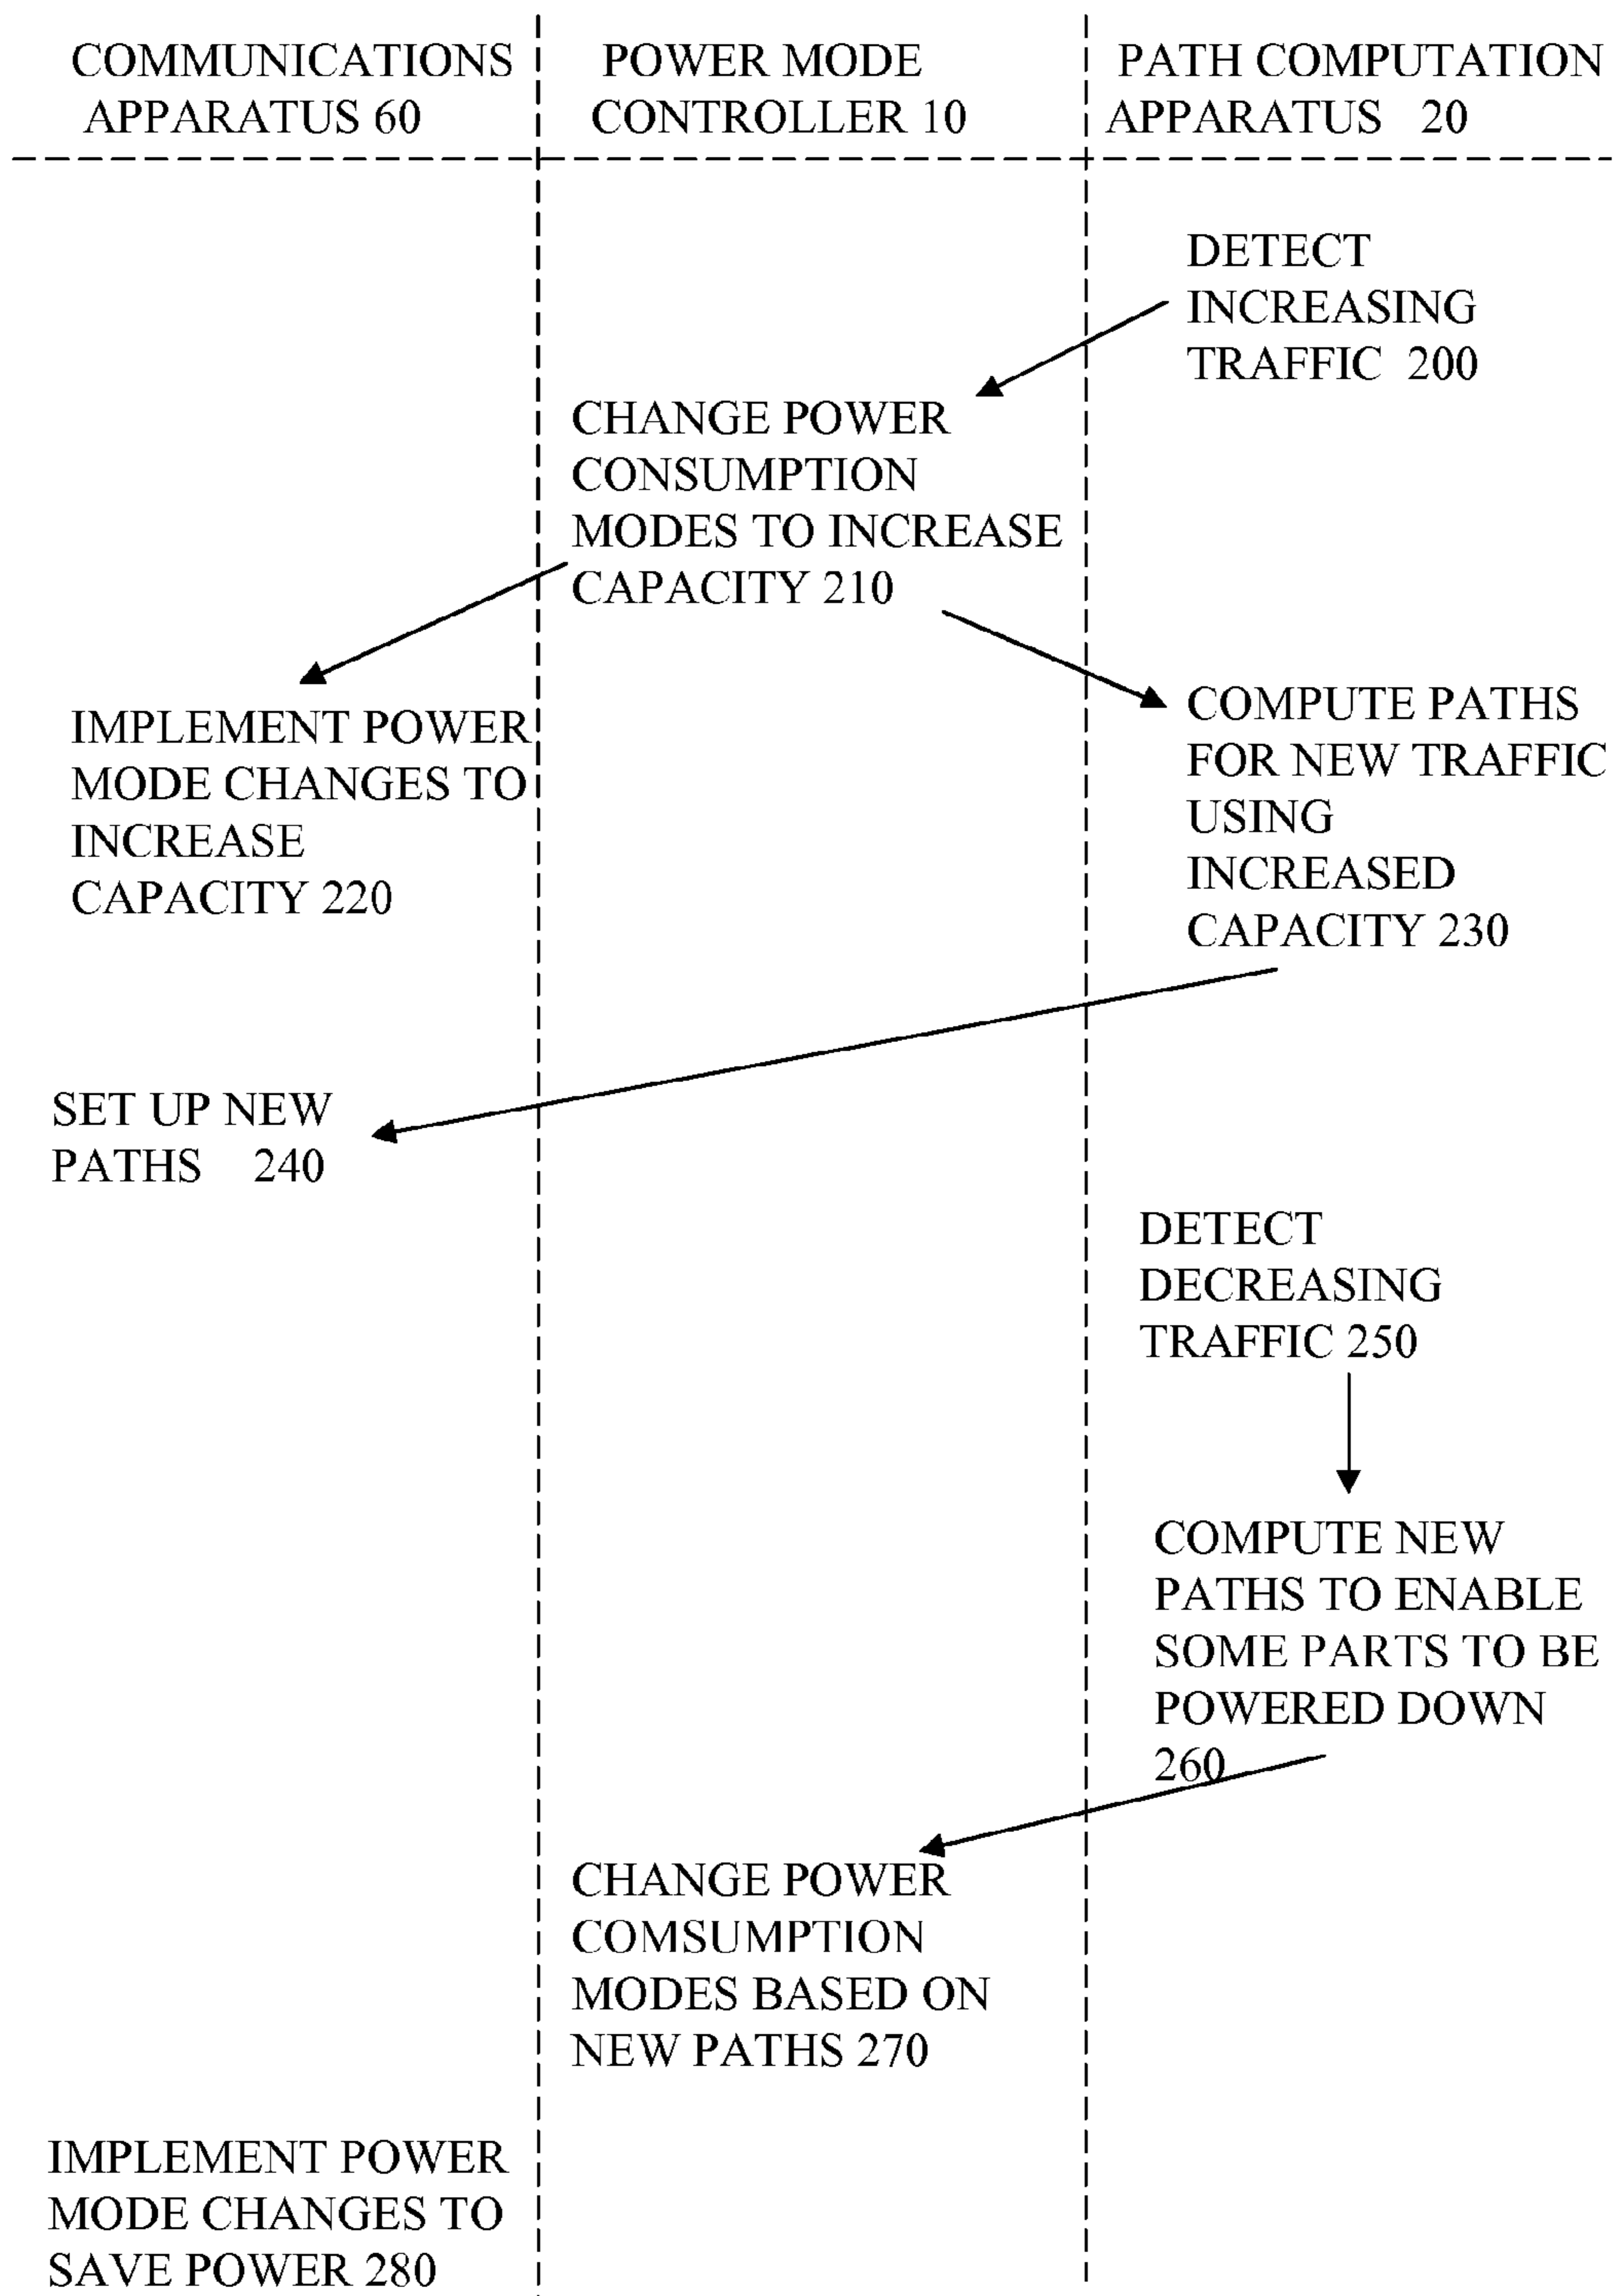 COMMUNICATIONS
APPARATUS 60
POWER MODE
CONTROLLER 10
PATH COMPUTATION
APPARATUS 20
DETECT
INCREASING
TRAFFIC 200
CHANGE POWER
CONSUMPTION
MODES TO INCREASE
CAPACITY 210
IMPLEMENT POWER
MODE CHANGES TO
INCREASE
CAPACITY 220
COMPUTE PATHS
FOR NEW TRAFFIC
USING
INCREASED
CAPACITY 230
SET UP NEW
PATHS 240
DETECT
DECREASING
TRAFFIC 250
COMPUTE NEW
PATHS TO ENABLE
SOME PARTS TO BE
POWERED DOWN
260
CHANGE POWER
COMSUMPTION
MODES BASED ON
NEW PATHS 270
IMPLEMENT POWER
MODE CHANGES TO
SAVE POWER 280